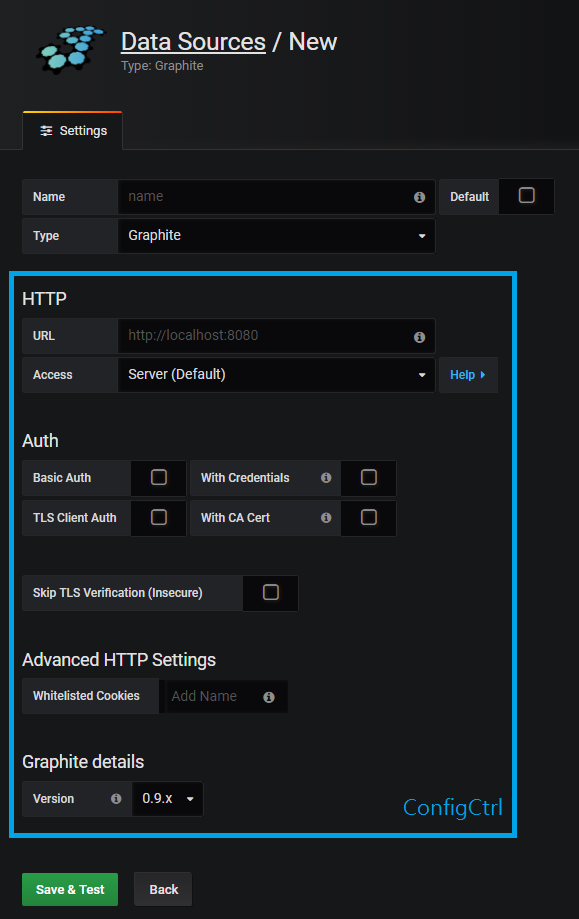 Data Sources / New
Type: Graphite
Settings
Name name Default
Type Graphite
HTTP
URL http://localhost:8080
Access Server (Default) Help
Auth
Basic Auth With Credentials
TLS Client Auth With CA Cert
Skip TLS Verification (Insecure)
Advanced HTTP Settings
Whitelisted Cookies Add Name
Graphite details
Version 0.9.x
ConfigCtrl
Save & Test Back